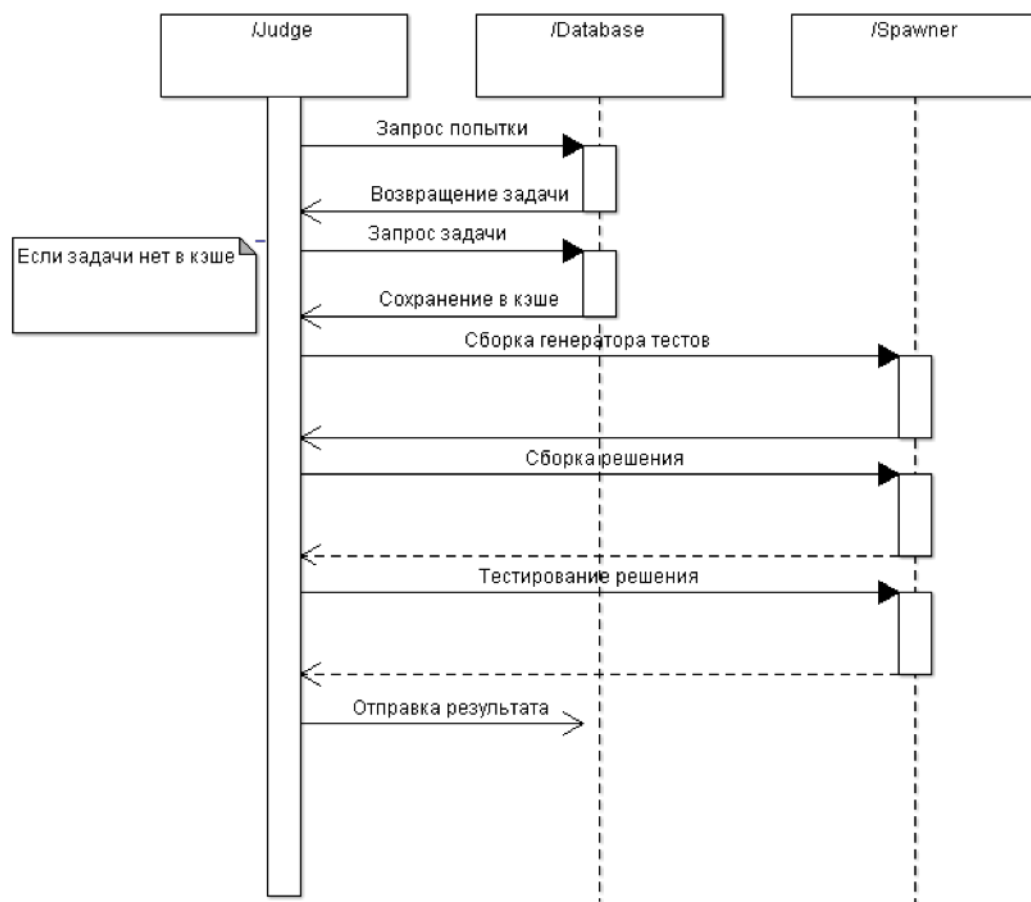 /Judge
/Database
/Spawner
Запрос попытки
Возвращение задачи
Запрос задачи
Если задачи нет в кэше
Сохранение в кэше
Сборка генератора тестов
Сборка решения
Тестирование решения
Отправка результата